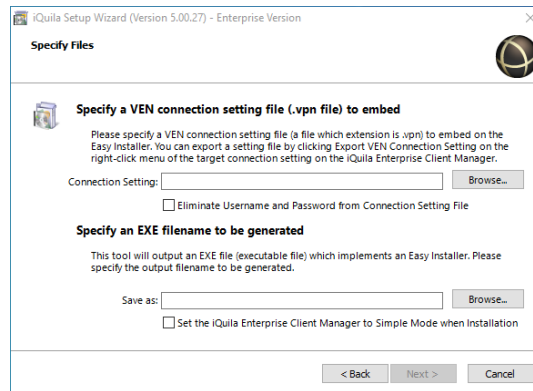 iQuila Setup Wizard (Version 5.00.27) - Enterprise Version
Specify Files
Specify a VEN connection setting file (.vpn file) to embed
Please specify a VEN connection setting file (a file which extension is .vpn) to embed on the
Easy Installer. You can export a setting file by clicking Export VEN Connection Setting on the
right-click menu of the target connection setting on the iQuila Enterprise Client Manager.
Connection Setting:
Browse...
Eliminate Username and Password from Connection Setting File
Specify an EXE filename to be generated
This tool will output an EXE file (executable file) which implements an Easy Installer. Please
specify the output filename to be generated.
Save as:
Browse...
Set the iQuila Enterprise Client Manager to Simple Mode when Installation
< Back
Next >
Cancel